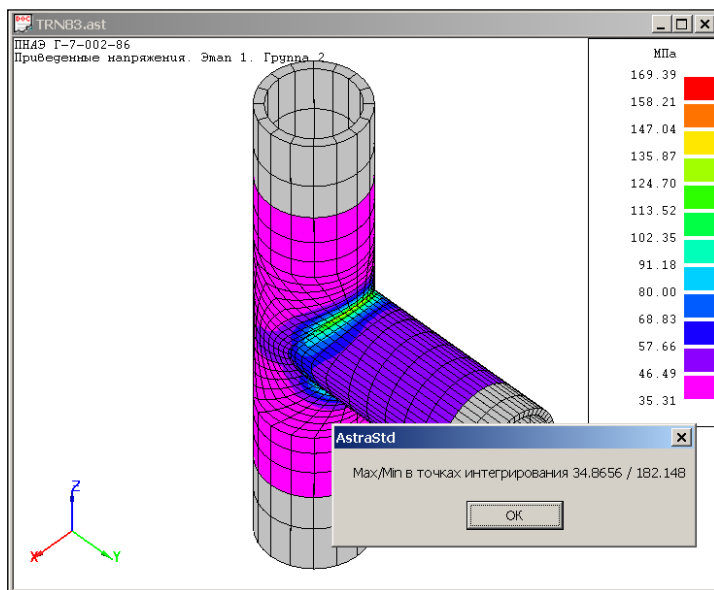 TRN83.ast
ПНАЭ Г-7-002-86
Приведенные напряжения. Этап 1. Группа 2
МПа
169.39
158.21
147.04
135.87
124.70
113.52
102.35
91.18
80.00
68.83
57.66
46.49
35.31
AstraStd
Max/Min в точках интегрирования 34.8656 / 182.148
OK
Z
X
Y